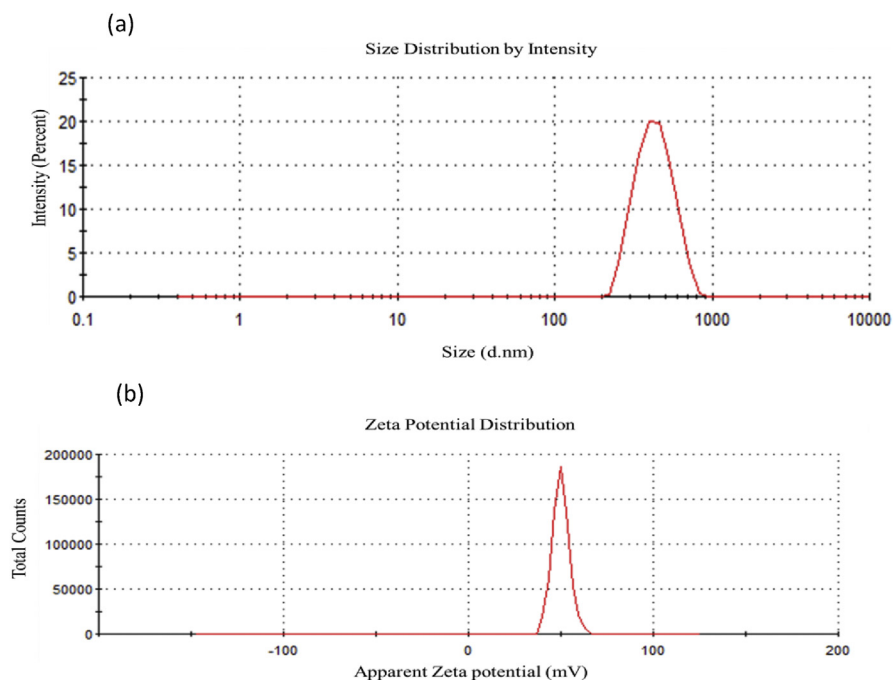 (a)
Size Distribution by Intensity
Intensity (Percent)
25
20
15
10
5
0
0.1 1 10 100 1000 10000
Size (d.nm)
(b)
Zeta Potential Distribution
Total Counts
200000
150000
100000
50000
0
-100 0 100 200
Apparent Zeta potential (mV)